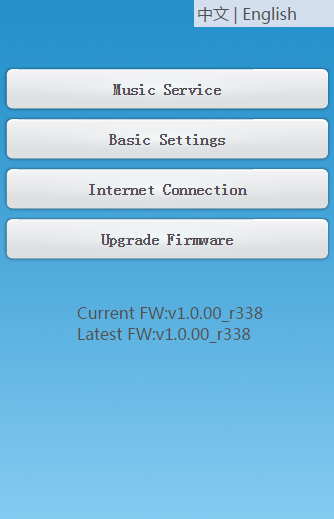 中文 | English
Music Service
Basic Settings
Internet Connection
Upgrade Firmware
Current FW:v1.0.00_r338
Latest FW:v1.0.00_r338